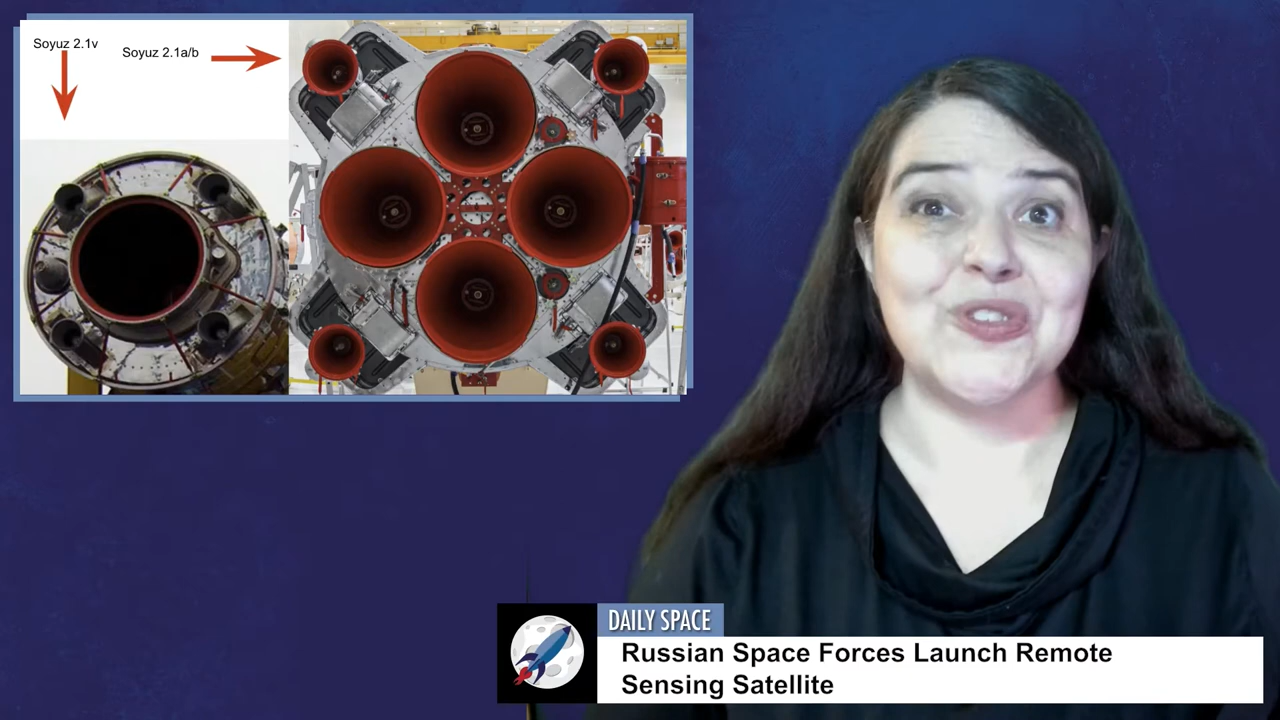 Soyuz 2.1v
Soyuz 2.1a/b
DAILY SPACE
Russian Space Forces Launch Remote
Sensing Satellite